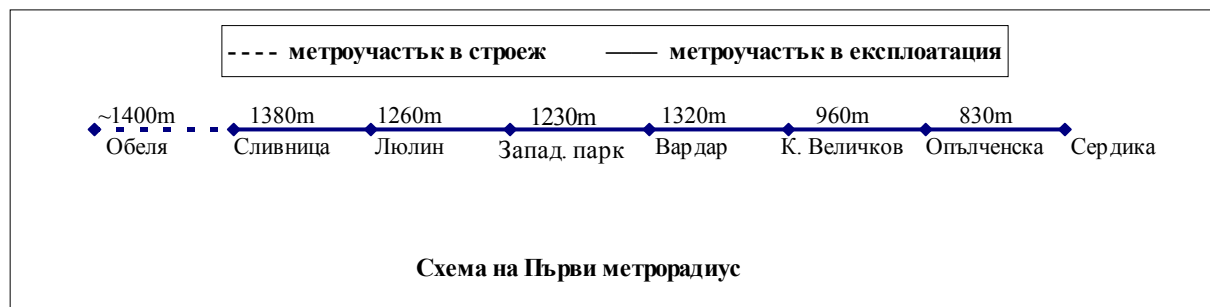 ---- метроучастък в строеж —— метроучастък в експлоатация
~1400m 1380m 1260m 1230m 1320m 960m 830m
Обеля Сливница Люлин Запад. парк Вардар К. Величков Опълченска Сердика
Схема на Първи метрорадиус